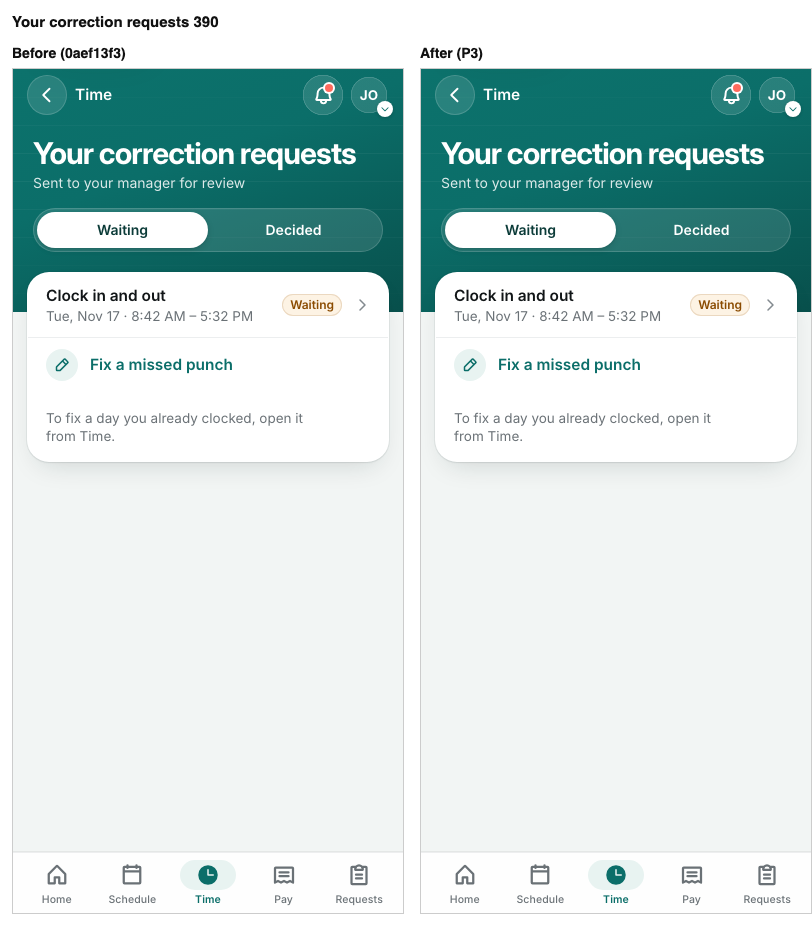 Your correction requests 390
Before (0aef13f3)
Time
JO
Your correction requests
Sent to your manager for review
Waiting
Decided
Clock in and out
Tue, Nov 17 · 8:42 AM – 5:32 PM
Waiting
Fix a missed punch
To fix a day you already clocked, open it
from Time.
Home
Schedule
Time
Pay
Requests
After (P3)
Time
JO
Your correction requests
Sent to your manager for review
Waiting
Decided
Clock in and out
Tue, Nov 17 · 8:42 AM – 5:32 PM
Waiting
Fix a missed punch
To fix a day you already clocked, open it
from Time.
Home
Schedule
Time
Pay
Requests